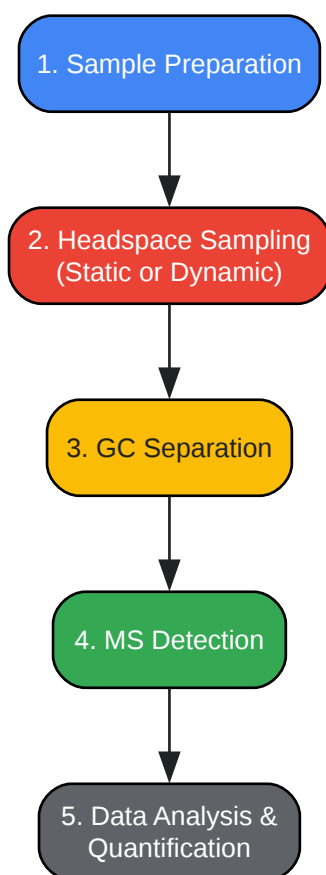 1. Sample Preparation
2. Headspace Sampling
(Static or Dynamic)
3. GC Separation
4. MS Detection
5. Data Analysis &
Quantification